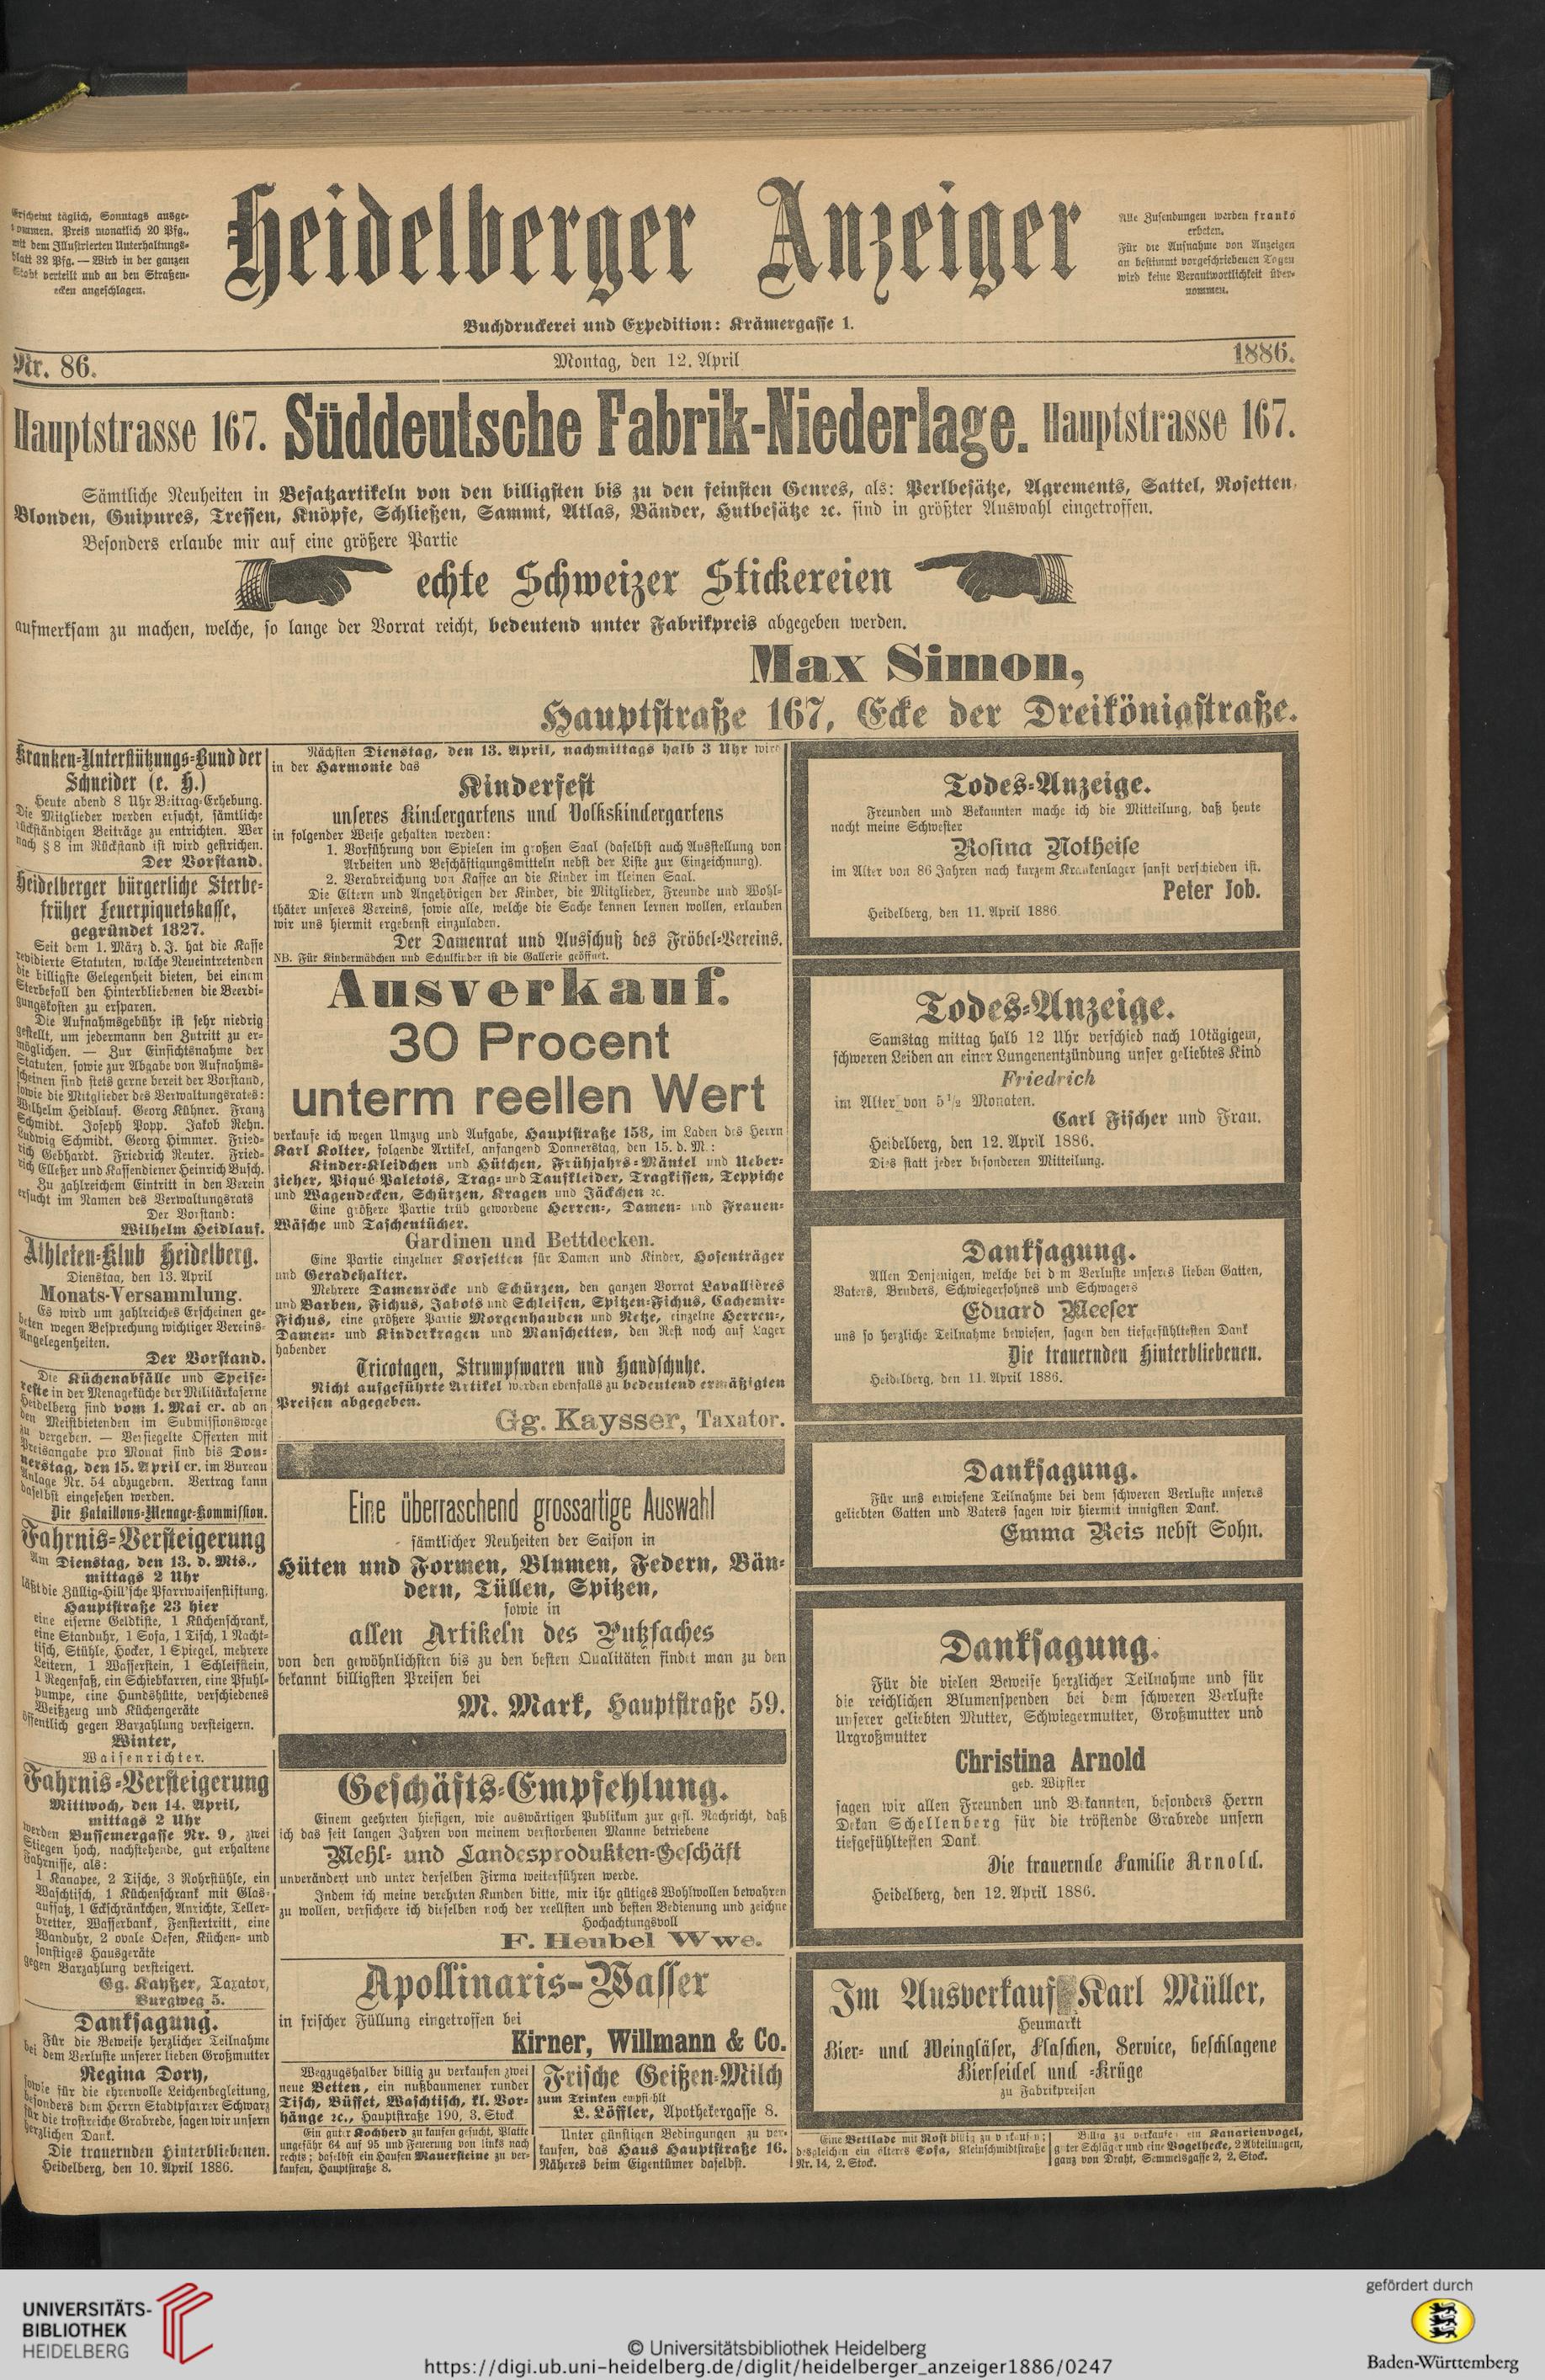 Erscheint täglich, Sonntags ausge-
nommen. Preis monatlich 20 Pfg.,
mit dem Illustrierten Unterhaltungs-
blatt 32 Pfg. — Wird in der ganzen
Stadt verteilt und an den Straßen-
ecken angeschlagen.
Heidelberger Anzeiger
Alle Zusendungen werden franko
erbeten.
Für die Aufnahme von Anzeigen
an bestimmt vorgeschriebenen Tagen
wird keine Verantwortlichkeit über-
nommen.
Buchdruckerei und Expedition: Krämergasse 1.
Nr. 86.
Montag, den 12. April
1886.
Hauptstrasse 167. Süddeutsche Fabrik-Niederlage. Hauptstrasse 167.
Sämtliche Neuheiten in Besatzartikeln von den billigsten bis zu den feinsten Genres, als: Perlbesätze, Agrements, Sattel, Rosetten,
Blonden, Guipures, Tressen, Knöpfe, Schließen, Sammt, Atlas, Bänder, Hutbesätze ꝛc. sind in größter Auswahl eingetroffen.
Besonders erlaube mir auf eine größere Partie
echte Schweizer Stickereien
aufmerksam zu machen, welche, so lange der Vorrat reicht, bedeutend unter Fabrikpreis abgegeben werden.
Max Simon,
Hauptstraße 167, Ecke der Dreikönigstraße.
Kranken-Unterstützungs-Bund der
Schneider (e. H.)
Heute abend 8 Uhr Beitrag-Erhebung.
Die Mitglieder werden ersucht, sämtliche
rückständigen Beiträge zu entrichten. Wer
nach § 8 im Rückstand ist wird gestrichen.
Der Vorstand.
Heidelberger bürgerliche Sterbe-
früher Feuerpiquetskasse,
gegründet 1827.
Seit dem 1. März d. J. hat die Kasse
revidierte Statuten, welche Neueintretenden
die billigste Gelegenheit bieten, bei einem
Sterbefall den Hinterbliebenen die Beerdi-
gungskosten zu ersparen.
Die Aufnahmsgebühr ist sehr niedrig
gestellt, um jedermann den Zutritt zu er-
möglichen. — Zur Einsichtsnahme der
Statuten, sowie zur Abgabe von Aufnahms-
scheinen sind stets gerne bereit der Vorstand,
sowie die Mitglieder des Verwaltungsrates:
Wilhelm Heidlauf. Georg Kühner. Franz
Schmidt. Joseph Popp. Jakob Rehn.
Ludwig Schmidt. Georg Himmer. Fried-
rich Gebhardt. Friedrich Reuter. Fried-
rich Elleßer und Kassendiener Heinrich Busch.
Zu zahlreichem Eintritt in den Verein
ersucht im Namen des Verwaltungsrats
Der Vorstand:
Wilhelm Heidlauf.
Athleten-Klub Heidelberg.
Dienstag, den 13. April
Monats-Versammlung.
Es wird um zahlreiches Erscheinen ge-
beten wegen Besprechung wichtiger Vereins-
Angelegenheiten.
Der Vorstand.
Die Küchenabfälle und Speise-
reste in der Menageküche der Militärkaserne
Heidelberg sind vom 1. Mai cr. ab an
den Meistbietenden im Submissionswege
zu vergeben. — Versiegelte Offerten mit
Preisangabe pro Monat sind bis Don-
nerstag, den 15. April cr. im Bureau
Anlage Nr. 54 abzugeben. Vertrag kann
daselbst eingesehen werden.
Die Bataillons-Menage-Kommission.
Fahrnis-Versteigerung
Am Dienstag, den 13. d. Mts.,
mittags 2 Uhr
läßt die Züllig-Hill'sche Pfarrwaisenstiftung,
Hauptstraße 23 hier
eine eiserne Geldkiste, 1 Küchenschrank,
eine Standuhr, 1 Sofa, 1 Tisch, 1 Nacht-
tisch, Stühle, Hocker, 1 Spiegel, mehrere
Leitern, 1 Wasserstein, 1 Schleifstein,
1 Regenfaß, ein Schiebkarren, eine Pfuhl-
pumpe, eine Hundshütte, verschiedenes
Weißzeug und Küchengeräte
öffentlich gegen Barzahlung versteigern.
Winter,
Waisenrichter.
Fahrnis-Versteigerung
Mittwoch, den 14. April,
mittags 2 Uhr
werden Bussemergasse Nr. 9, zwei
Stiegen hoch, nachstehende, gut erhaltene
Fahrnisse, als:
1 Kanapee, 2 Tische, 3 Rohrstühle, ein
Waschtisch, 1 Küchenschrank mit Glas-
aufsatz, 1 Eckschränkchen, Anrichte, Teller-
bretter, Wasserbank, Fenstertritt, eine
Wanduhr, 2 ovale Oefen, Küchen- und
sonstiges Hausgeräte
gegen Barzahlung versteigert.
Gg. Kayßer, Taxator,
Burgweg 5.
Danksagung.
Für die Beweise herzlicher Teilnahme
bei dem Verluste unserer lieben Großmutter
Regina Dory,
sowie für die ehrenvolle Leichenbegleitung,
besonders dem Herrn Stadtpfarrer Schwarz
für die trostreiche Grabrede, sagen wir unsern
herzlichen Dank.
Die trauernden Hinterbliebenen.
Heidelberg, den 10. April 1886.
Nächsten Dienstag, den 13. April, nachmittags halb 3 Uhr wird
in der Harmonie das
Kinderfest
unseres Kindergartens und Volkskindergartens
in folgender Weise gehalten werden:
1. Vorführung von Spielen im großen Saal (daselbst auch Ausstellung von
Arbeiten und Beschäftigungsmitteln nebst der Liste zur Einzeichnung).
2. Verabreichung von Kaffee an die Kinder im kleinen Saal.
Die Eltern und Angehörigen der Kinder, die Mitglieder, Freunde und Wohl-
thäter unseres Vereins, sowie alle, welche die Sache kennen lernen wollen, erlauben
wir uns hiermit ergebenst einzuladen.
Der Damenrat und Ausschuß des Fröbel-Vereins.
NB. Für Kindermädchen und Schulkinder ist die Gallerie geöffnet.
Ausverkauf.
30 Procent
unterm reellen Wert
verkaufe ich wegen Umzug und Aufgabe, Hauptstraße 158, im Laden des Herrn
Karl Kolter, folgende Artikel, anfangend Donnerstag, den 15. d. M.:
Kinder-Kleidchen und Hütchen, Frühjahrs-Mäntel und Ueber-
zieher, Piqué Paletots, Trag- und Taufkleider, Tragkissen, Teppiche
und Wagendecken, Schürzen, Kragen und Jäckchen ꝛc.
Eine größere Partie trüb gewordene Herren-, Damen- und Frauen-
Wäsche und Taschentücher.
Gardinen und Bettdecken.
Eine Partie einzelner Korsetten für Damen und Kinder, Hosenträger
und Geradehalter.
Mehrere Damenröcke und Schürzen, den ganzen Vorrat Lavallières
und Barben, Fichus, Jabots und Schleifen, Spitzen-Fichus, Cachemir-
Fichus, eine größere Partie Morgenhauben und Netze, einzelne Herren-,
Damen- und Kinderkragen und Manschetten, den Rest noch auf Lager
habender
Tricotagen, Strumpfwaren und Handschuhe.
Nicht aufgeführte Artikel werden ebenfalls zu bedeutend ermäßigten
Preisen abgegeben.
Gg. Kaysser, Taxator.
Eine überraschend grossartige Auswahl
sämtlicher Neuheiten der Saison in
Hüten und Formen, Blumen, Federn, Bän-
dern, Tüllen, Spitzen,
sowie in
allen Artikeln des Putzfaches
von den gewöhnlichsten bis zu den besten Qualitäten findet man zu den
bekannt billigsten Preisen bei
M. Mark, Hauptstraße 59.
Geschäfts-Empfehlung.
Einem geehrten hiesigen, wie auswärtigen Publikum zur gefl. Nachricht, daß
ich das seit langen Jahren von meinem verstorbenen Manne betriebene
Mehl- und Landesprodukten-Geschäft
unverändert und unter derselben Firma weiterführen werde.
Indem ich meine verehrten Kunden bitte, mir ihr gütiges Wohlwollen bewahren
zu wollen, versichere ich dieselben noch der reellsten und besten Bedienung und zeichne
Hochachtungsvoll
F. Heubel Wwe.
Apollinaris-Wasser
in frischer Füllung eingetroffen bei
Kirner, Willmann & Co.
Wegzugshalber billig zu verkaufen zwei
neue Betten, ein nußbaumener runder
Tisch, Büffet, Waschtisch, kl. Vor-
hänge ꝛc., Hauptstraße 190, 3. Stock
Ein guter Kochherd zu kaufen gesucht, Platte
ungefähr 64 auf 95 und Feuerung von links nach
rechts; daselbst ein Haufen Mauersteine zu ver-
kaufen, Hauptstraße 8.
Frische Geißen-Milch
zum Trinken empfiehlt
L. Löffler, Apothekergasse 8.
Unter günstigen Bedingungen zu ver-
kaufen, das Haus Hauptstraße 16.
Näheres beim Eigentümer daselbst.
Todes-Anzeige.
Freunden und Bekannten mache ich die Mitteilung, daß heute
nacht meine Schwester
Rosina Notheise
im Alter von 86 Jahren nach kurzem Krankenlager sanft verschieden ist.
Peter Job.
Heidelberg, den 11. April 1886.
Todes-Anzeige.
Samstag mittag halb 12 Uhr verschied nach 10tägigem,
schweren Leiden an einer Lungenentzündung unser geliebtes Kind
Friedrich
im Alter von 5 1/2 Monaten.
Carl Fischer und Frau.
Heidelberg, den 12. April 1886.
Dies statt jeder besonderen Mitteilung.
Danksagung.
Allen Denjenigen, welche bei dem Verluste unseres lieben Gatten,
Vaters, Bruders, Schwiegersohnes und Schwagers
Eduard Meeser
uns so herzliche Teilnahme bewiesen, sagen den tiefgefühltesten Dank
Die trauernden Hinterbliebenen.
Heidelberg, den 11. April 1886.
Danksagung.
Für uns erwiesene Teilnahme bei dem schweren Verluste unseres
geliebten Gatten und Vaters sagen wir hiermit innigsten Dank.
Emma Reis nebst Sohn.
Danksagung.
Für die vielen Beweise herzlicher Teilnahme und für
die reichlichen Blumenspenden bei dem schweren Verluste
unserer geliebten Mutter, Schwiegermutter, Großmutter und
Urgroßmutter
Christina Arnold
geb. Wipfler
sagen wir allen Freunden und Bekannten, besonders Herrn
Dekan Schellenberg für die tröstende Grabrede unsern
tiefgefühltesten Dank
Die trauernde Familie Arnold.
Heidelberg, den 12. April 1886.
Im Ausverkauf Karl Müller,
Heumarkt
Bier- und Weingläser, Flaschen, Service, beschlagene
Bierseidel und -Krüge
zu Fabrikpreisen
Eine Bettlade mit Rost billig zu verkaufen;
desgleichen ein älteres Sofa, Kleinschmidtstraße
Nr. 14, 2. Stock.
Billig zu verkaufen ein Kanarienvogel,
guter Schläger und eine Vogelhecke, 2 Abteilungen,
ganz von Draht, Semmelsgasse 2, 2. Stock.
UNIVERSITÄTS-
BIBLIOTHEK
HEIDELBERG
© Universitätsbibliothek Heidelberg
https://digi.ub.uni-heidelberg.de/diglit/heidelberger_anzeiger1886/0247
gefördert durch
Baden-Württemberg